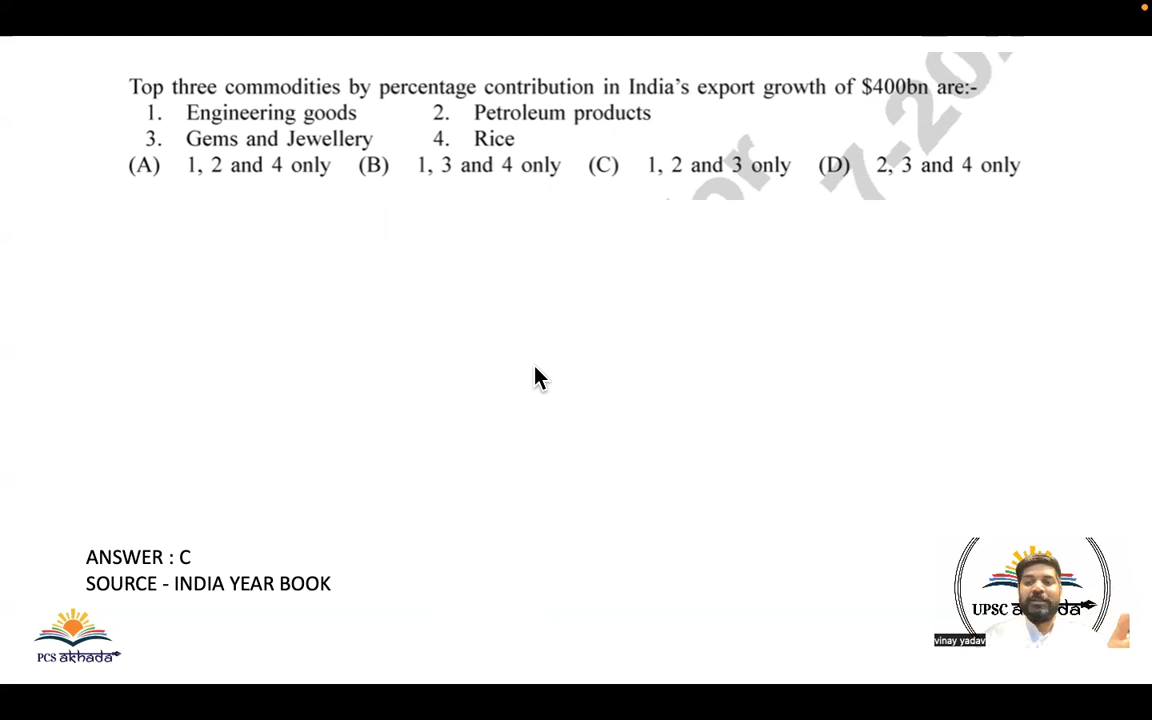 Top three commodities by percentage contribution in India's export growth of $400bn are:-
1. Engineering goods 2. Petroleum products
3. Gems and Jewellery 4. Rice
(A) 1, 2 and 4 only (B) 1, 3 and 4 only (C) 1, 2 and 3 only (D) 2, 3 and 4 only
ANSWER : C
SOURCE - INDIA YEAR BOOK
PCS akhada
UPSC
vinay yadav